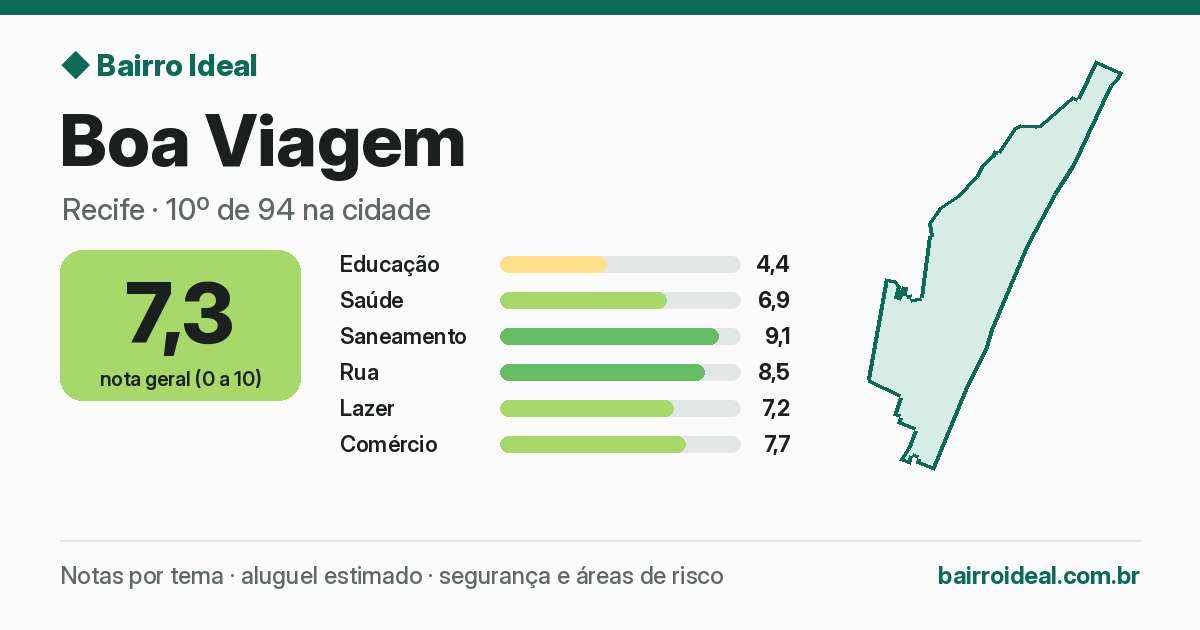 Bairro Ideal
Boa Viagem
Recife · 10º de 94 na cidade
7,3
nota geral (0 a 10)
Educação 4,4
Saúde 6,9
Saneamento 9,1
Rua 8,5
Lazer 7,2
Comércio 7,7
Notas por tema · aluguel estimado · segurança e áreas de risco
bairroideal.com.br